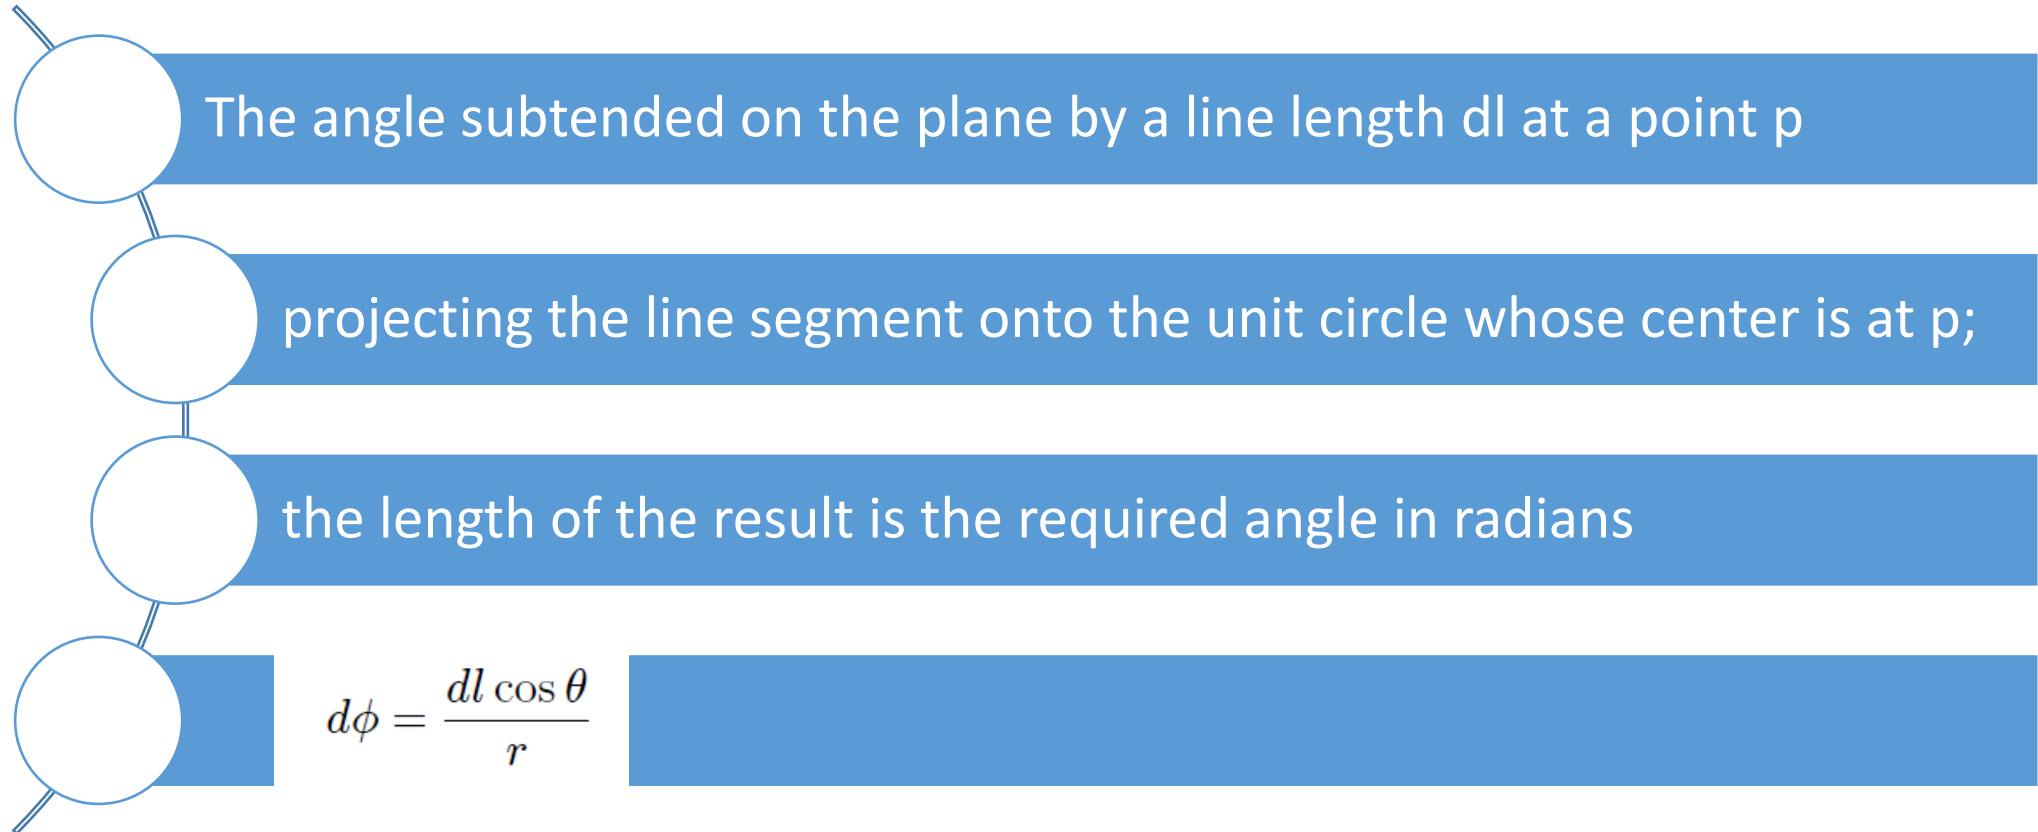 The angle subtended on the plane by a line length dl at a point p
projecting the line segment onto the unit circle whose center is at p;
the length of the result is the required angle in radians
dϕ = \frac{dl cos θ}{r}